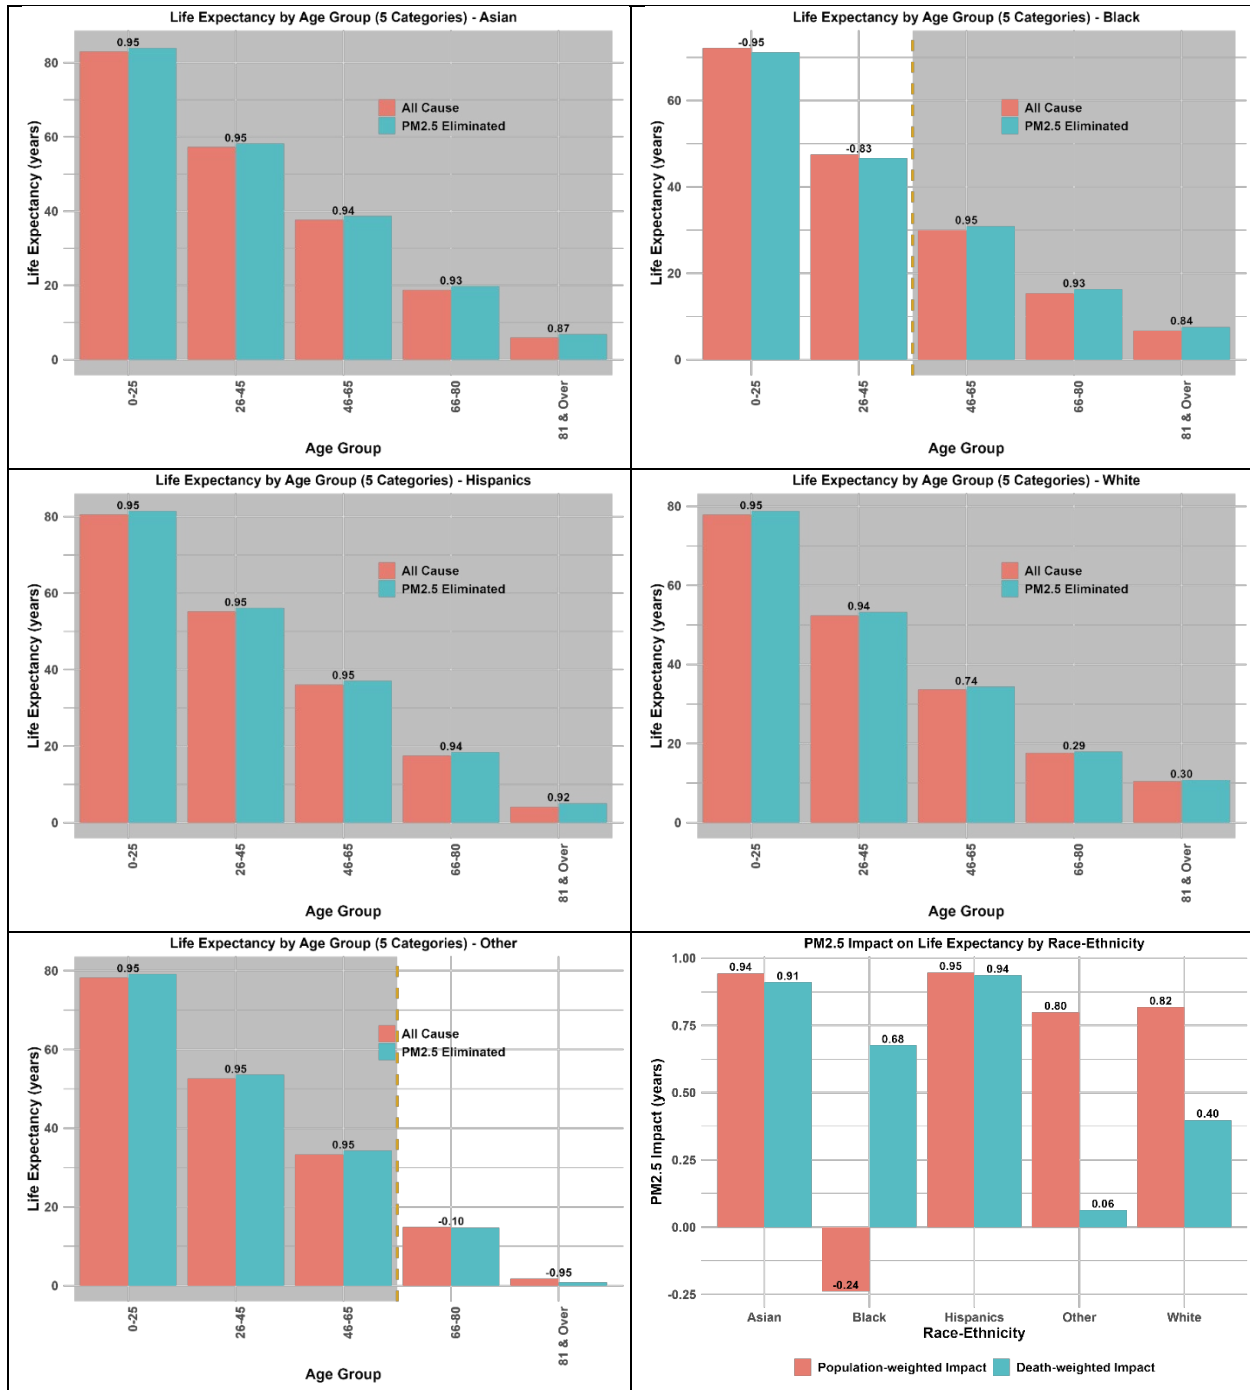 Life Expectancy by Age Group (5 Categories) - Asian
Life Expectancy (years)
80
60
40
20
0
0.95
0.95
0.94
0.93
0.87
All Cause
PM2.5 Eliminated
0-25
26-45
46-65
66-80
81 & Over
Age Group
Life Expectancy by Age Group (5 Categories) - Black
Life Expectancy (years)
60
40
20
0
-0.95
-0.83
0.95
0.93
0.84
All Cause
PM2.5 Eliminated
0-25
26-45
46-65
66-80
81 & Over
Age Group
Life Expectancy by Age Group (5 Categories) - Hispanics
Life Expectancy (years)
80
60
40
20
0
0.95
0.95
0.95
0.94
0.92
All Cause
PM2.5 Eliminated
0-25
26-45
46-65
66-80
81 & Over
Age Group
Life Expectancy by Age Group (5 Categories) - White
Life Expectancy (years)
80
60
40
20
0
0.95
0.94
0.74
0.29
0.30
All Cause
PM2.5 Eliminated
0-25
26-45
46-65
66-80
81 & Over
Age Group
Life Expectancy by Age Group (5 Categories) - Other
Life Expectancy (years)
80
60
40
20
0
0.95
0.95
0.95
-0.10
-0.95
All Cause
PM2.5 Eliminated
0-25
26-45
46-65
66-80
81 & Over
Age Group
PM2.5 Impact on Life Expectancy by Race-Ethnicity
PM2.5 Impact (years)
1.00
0.75
0.50
0.25
0.00
-0.25
0.94
0.91
-0.24
0.68
0.95
0.94
0.80
0.06
0.82
0.40
Asian
Black
Hispanics
Other
White
Race-Ethnicity
Population-weighted Impact
Death-weighted Impact